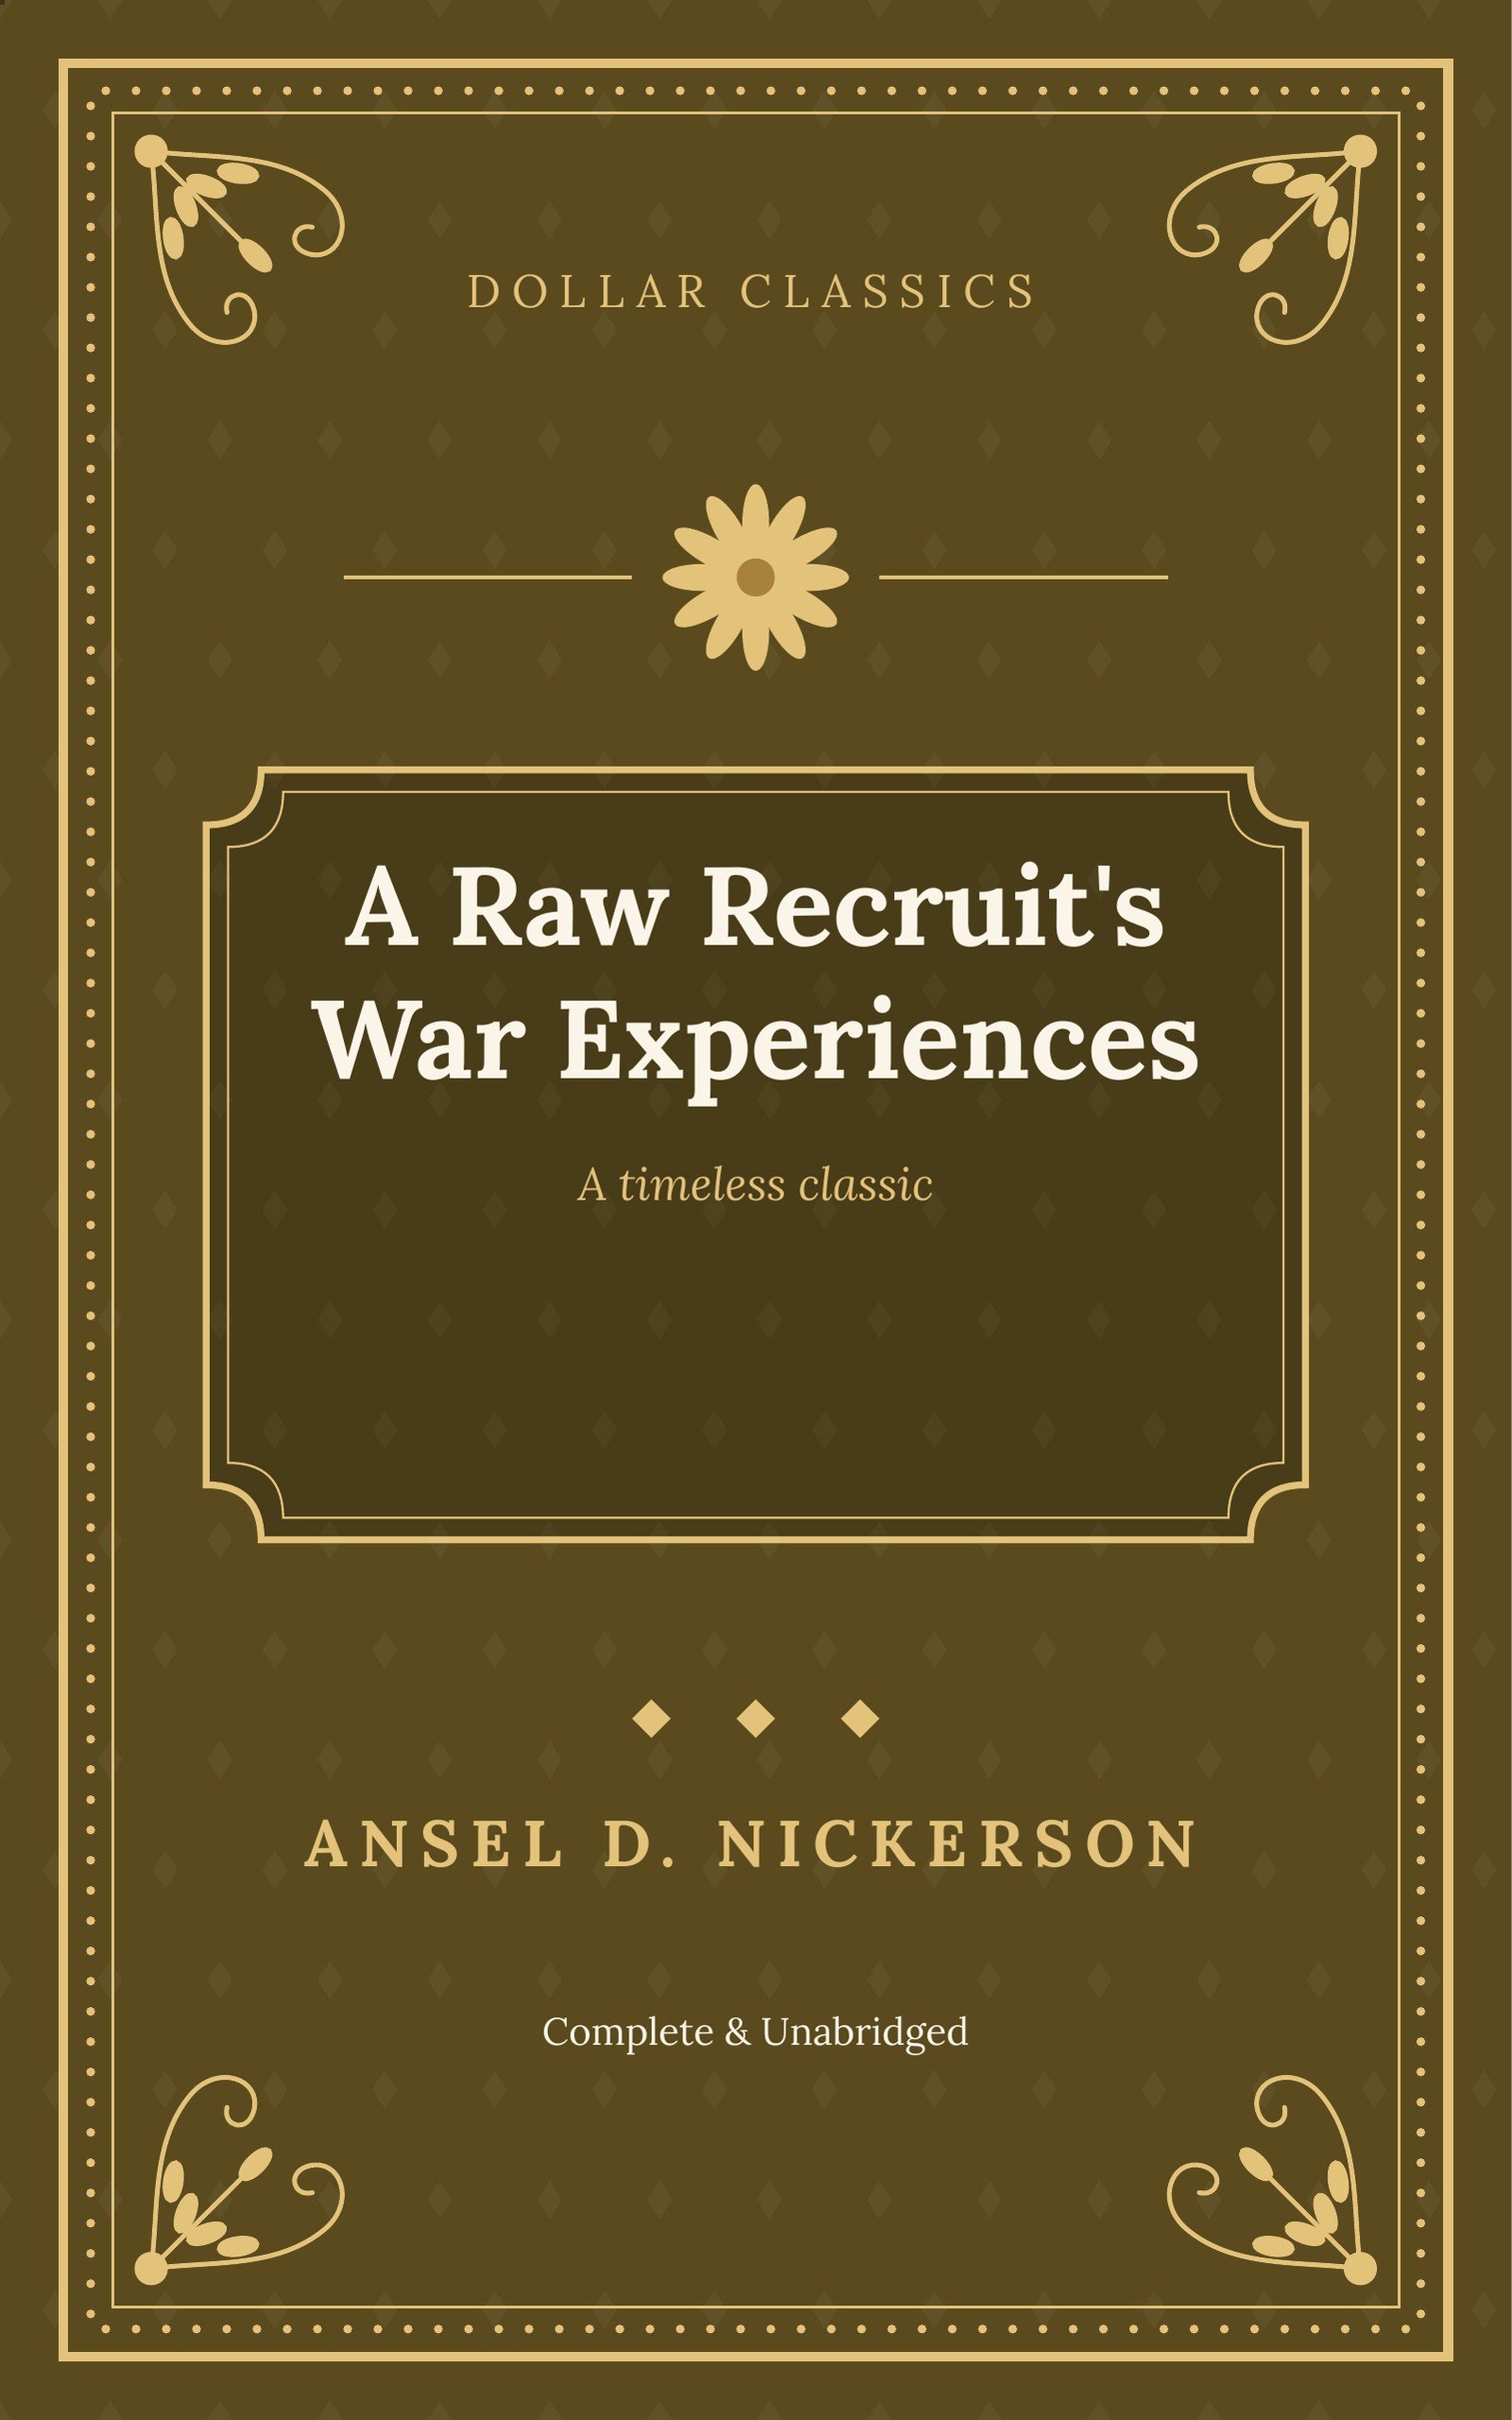 DOLLAR CLASSICS
A Raw Recruit's
War Experiences
A timeless classic
ANSEL D. NICKERSON
Complete & Unabridged